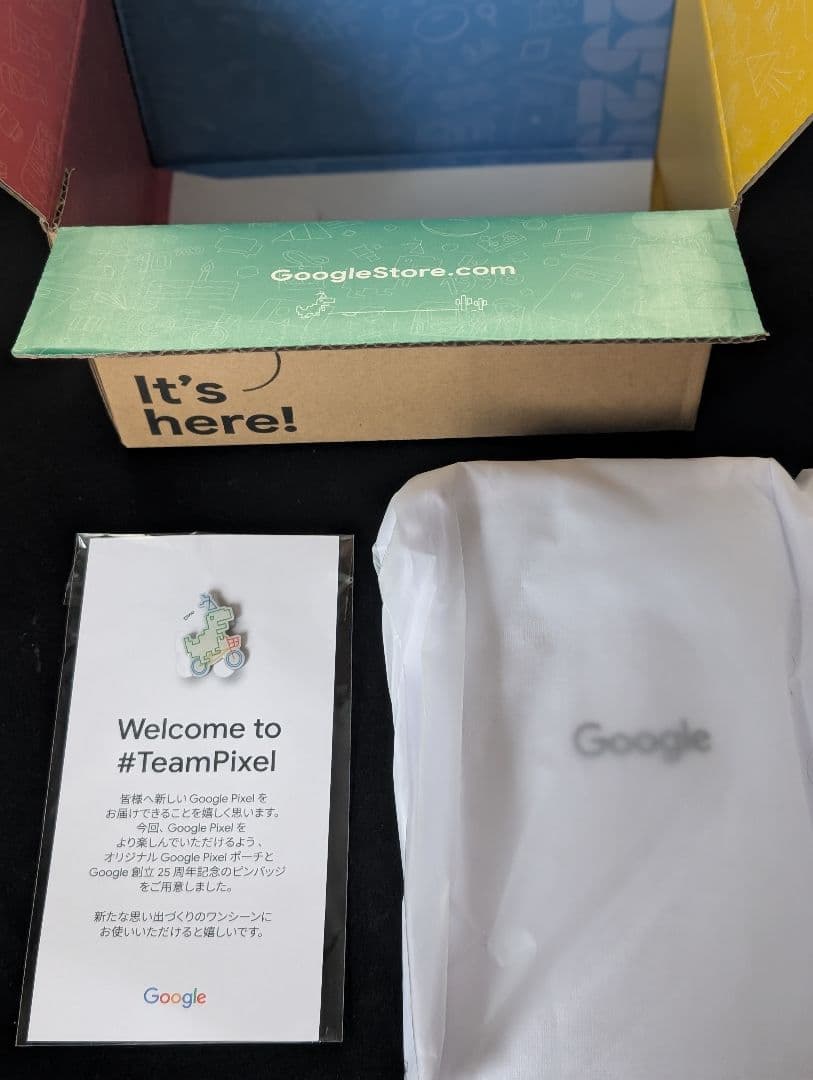 GoogleStore.com
It's
here!
Welcome to
#TeamPixel
皆様へ新しい Google Pixel を
お届けできることを嬉しく思います。
今回、Google Pixel を
より楽しんでいただけるよう、
オリジナル Google Pixel ポーチと
Google 創立 25 周年記念のピンバッジ
をご用意しました。
新たな思い出づくりのワンシーンに
お使いいただけると嬉しいです。
Google
Google